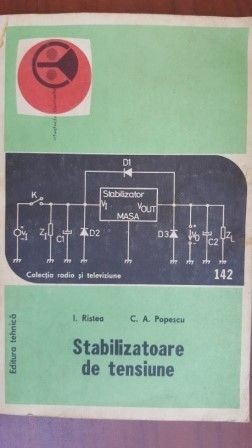 D1
K
Stabilizator
VI
VOUT
MASA
ZI
C1
D2
D3
C2
ZL
Colecția radio și televiziune
142
Editura tehnică
I. Ristea
C. A. Popescu
Stabilizatoare
de tensiune